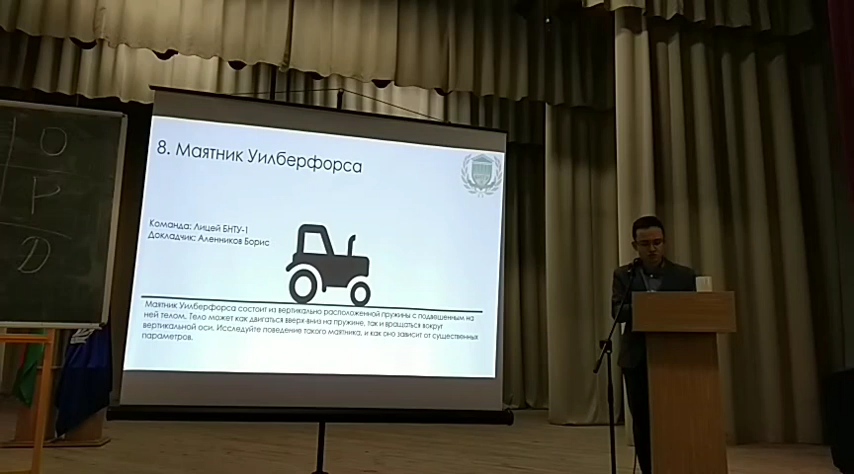 О
Р
D
8. Маятник Уилберфорса
Команда: Лицей БНТУ-1
Докладчик: Аленников Борис
Маятник Уилберфорса состоит из вертикально расположенной пружины с подвешенным на
ней телом. Тело может как двигаться вверх-вниз на пружине, так и вращаться вокруг
вертикальной оси. Исследуйте поведение такого маятника, и как оно зависит от существенных
параметров.